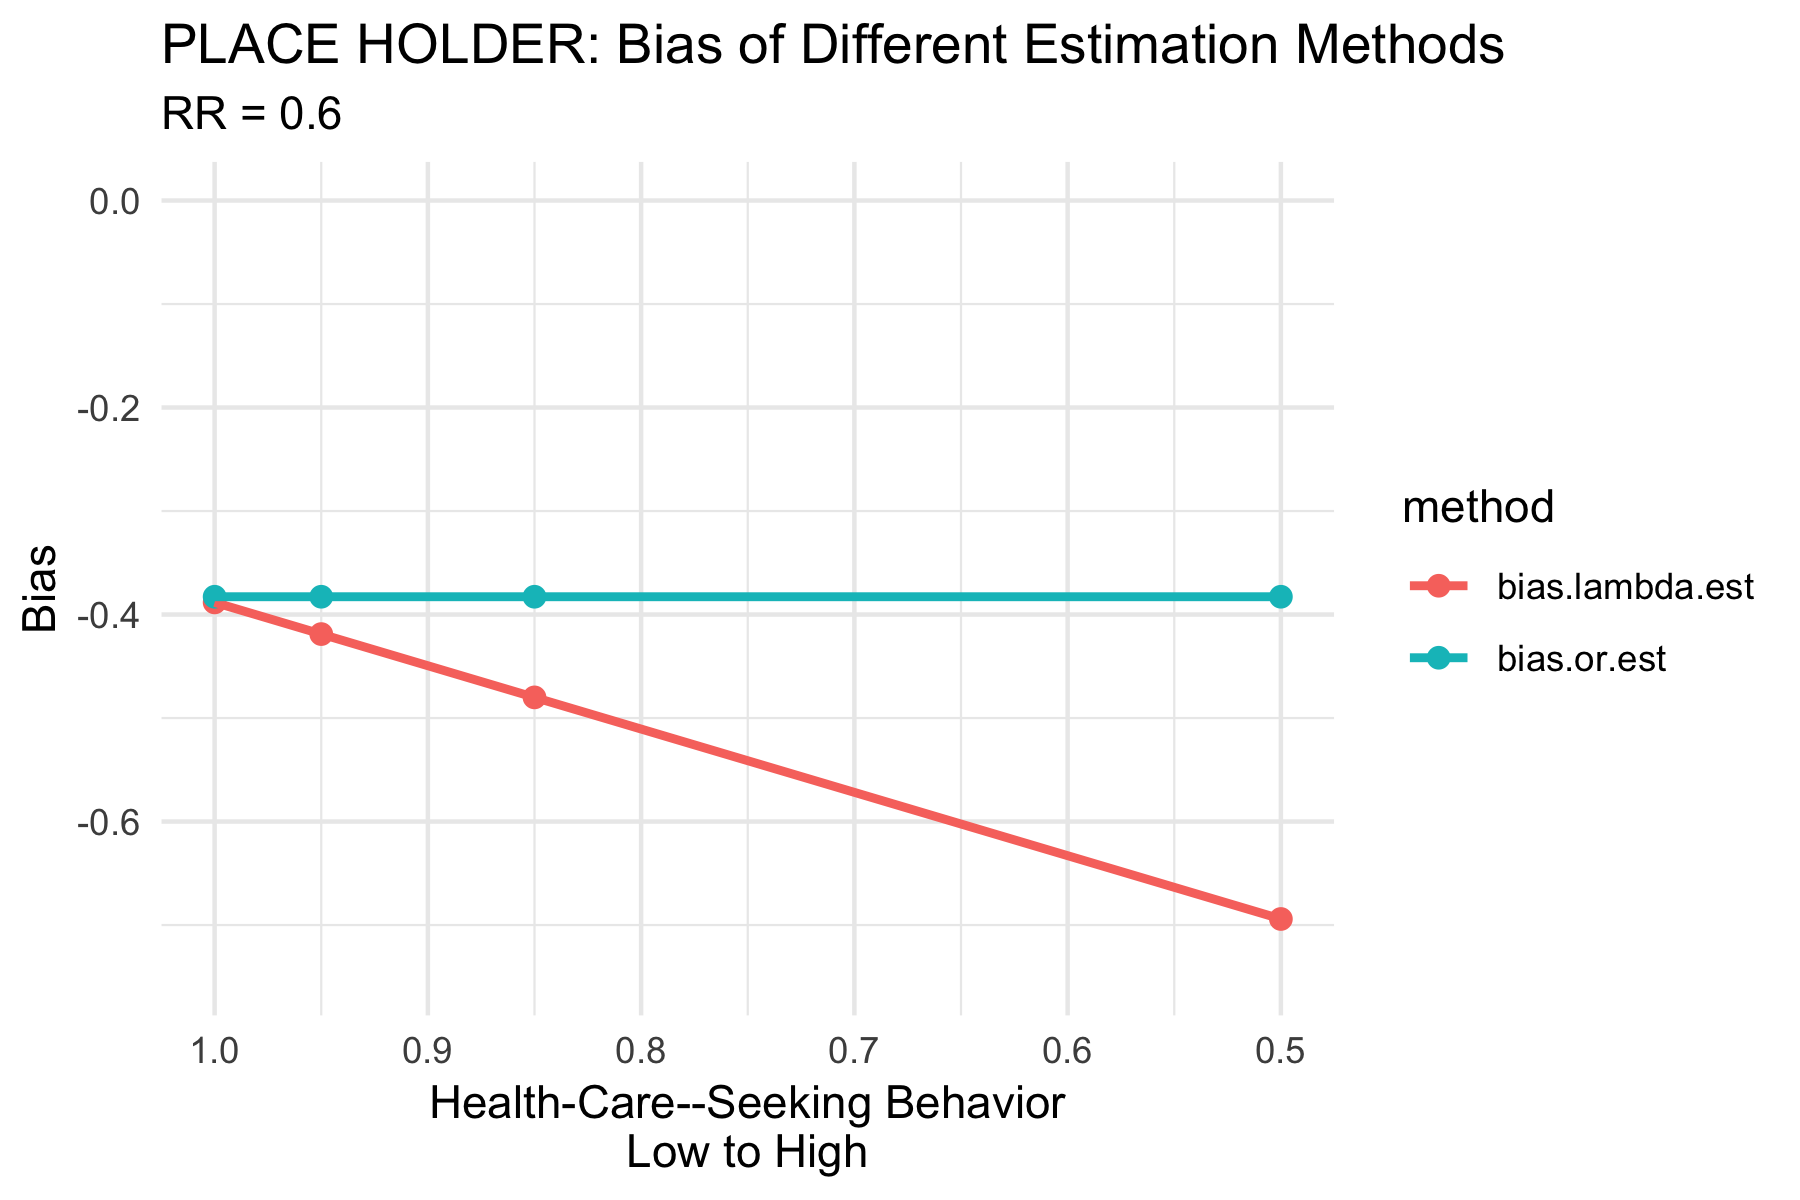 PLACE HOLDER: Bias of Different Estimation Methods
RR = 0.6
0.0
-0.2
-0.4
-0.6
Bias
1.0 0.9 0.8 0.7 0.6 0.5
Health-Care--Seeking Behavior
Low to High
method
bias.lambda.est
bias.or.est